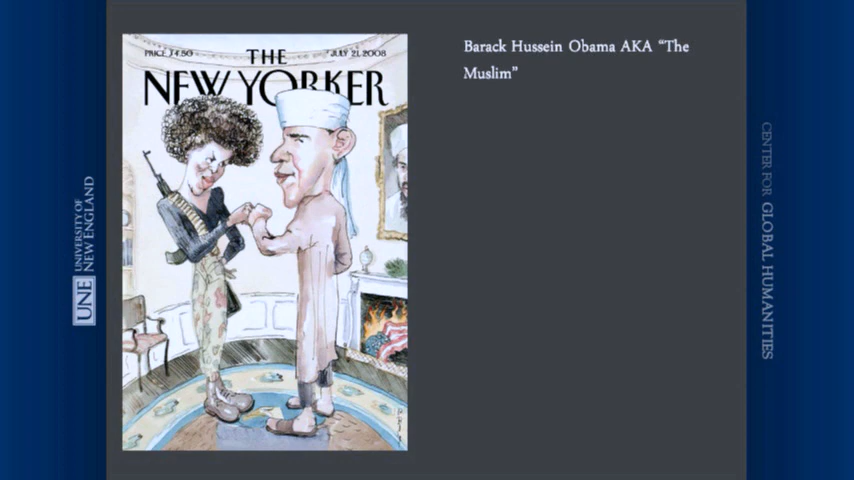 PRICE $4.50
THE
JULY 21, 2008
NEW YORKER
Barack Hussein Obama AKA “The
Muslim”
UNE
UNIVERSITY OF
NEW ENGLAND
CENTER FOR GLOBAL HUMANITIES